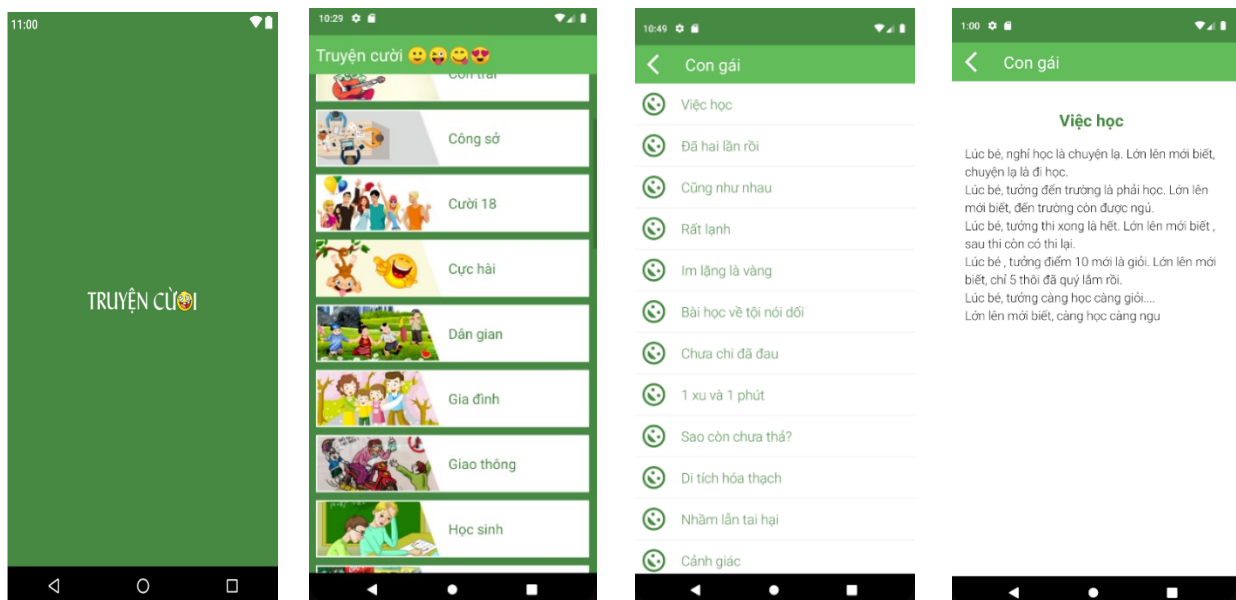 11:00
TRUYỆN CƯỜI
10:29
Truyện cười 🙂😜😋😍
Con trai
Công sở
Cười 18
Cực hài
Dân gian
Gia đình
Giao thông
Học sinh
10:49
Con gái
Việc học
Đã hai lần rồi
Cũng như nhau
Rất lạnh
Im lặng là vàng
Bài học về tội nói dối
Chưa chi đã đau
1 xu và 1 phút
Sao còn chưa thả?
Di tích hóa thạch
Nhầm lẫn tai hại
Cảnh giác
1:00
Con gái
Việc học
Lúc bé, nghỉ học là chuyện lạ. Lớn lên mới biết,
chuyện lạ là đi học.
Lúc bé, tưởng đến trường là phải học. Lớn lên
mới biết, đến trường còn được ngủ.
Lúc bé, tưởng thi xong là hết. Lớn lên mới biết ,
sau thi còn có thi lại.
Lúc bé , tưởng điểm 10 mới là giỏi. Lớn lên mới
biết, chỉ 5 thôi đã quý lắm rồi.
Lúc bé, tưởng càng học càng giỏi....
Lớn lên mới biết, càng học càng ngu